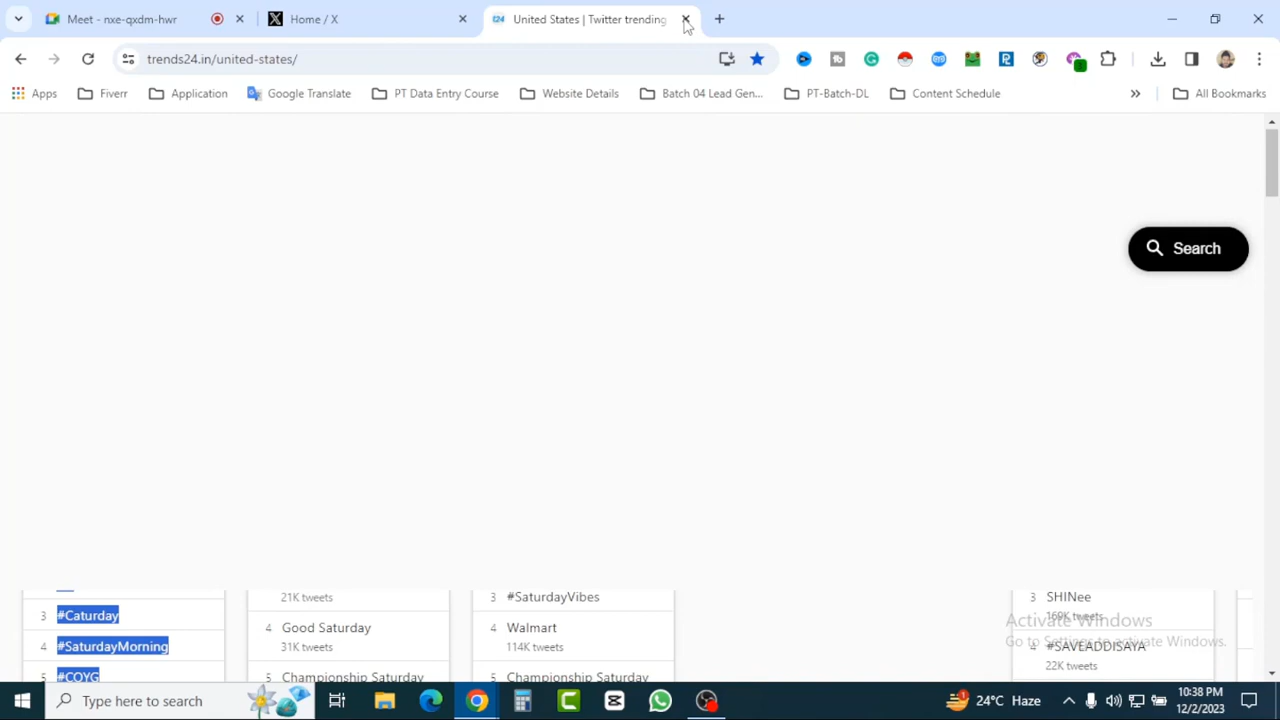 Meet - nxe-qxdm-hwr
Home / X
United States | Twitter trending
trends24.in/united-states/
Apps
Fiverr
Application
Google Translate
PT Data Entry Course
Website Details
Batch 04 Lead Gen...
PT-Batch-DL
Content Schedule
»
All Bookmarks
Search
3 #Caturday
4 #SaturdayMorning
5 #COYG
21K tweets
4 Good Saturday
31K tweets
5 Championship Saturday
3 #SaturdayVibes
4 Walmart
114K tweets
5 Championship Saturday
3 SHINee
169K tweets
4 #SAVEADDISAYA
22K tweets
Activate Windows
Go to Settings to activate Windows.
Type here to search
24°C Haze
10:38 PM
12/2/2023